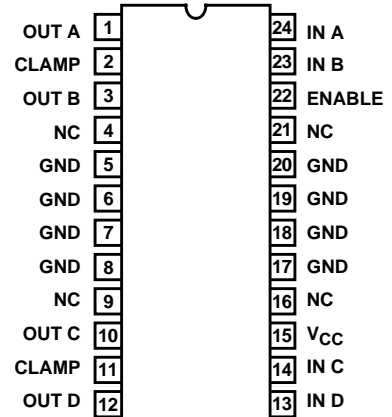 OUT A 1 24 IN A
CLAMP 2 23 IN B
OUT B 3 22 ENABLE
NC 4 21 NC
GND 5 20 GND
GND 6 19 GND
GND 7 18 GND
GND 8 17 GND
NC 9 16 NC
OUT C 10 15 VCC
CLAMP 11 14 IN C
OUT D 12 13 IN D